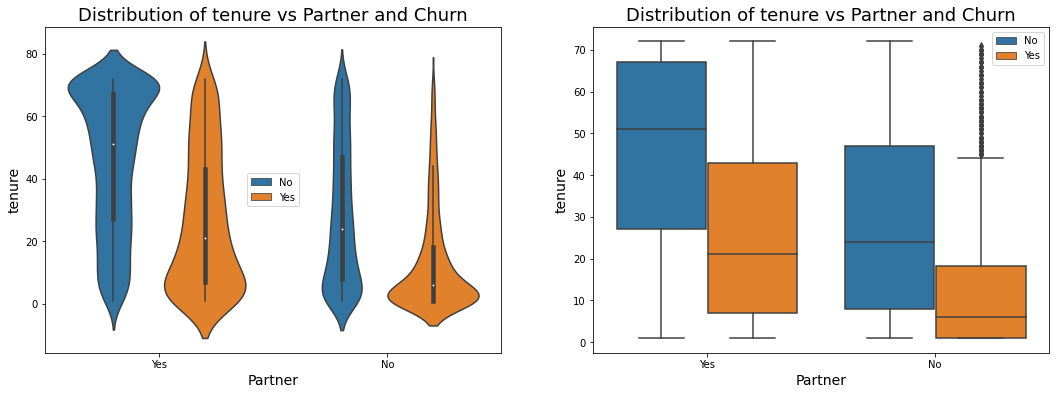 Distribution of tenure vs Partner and Churn
80
60
40
20
0
tenure
No
Yes
Yes
No
Partner
Distribution of tenure vs Partner and Churn
70
60
50
40
30
20
10
0
tenure
No
Yes
Yes
No
Partner